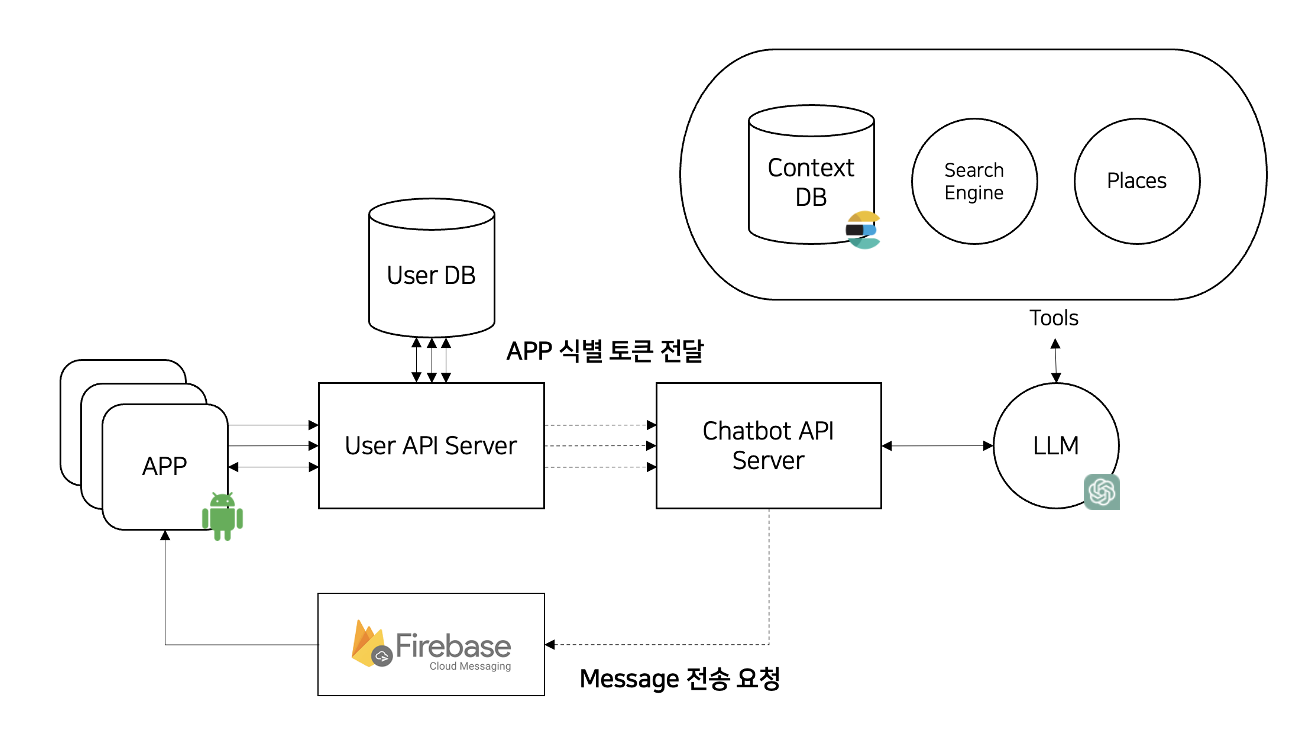 Context
DB
Search
Engine
Places
Tools
User DB
APP 식별 토큰 전달
APP
User API Server
Chatbot API
Server
LLM
Firebase
Cloud Messaging
Message 전송 요청